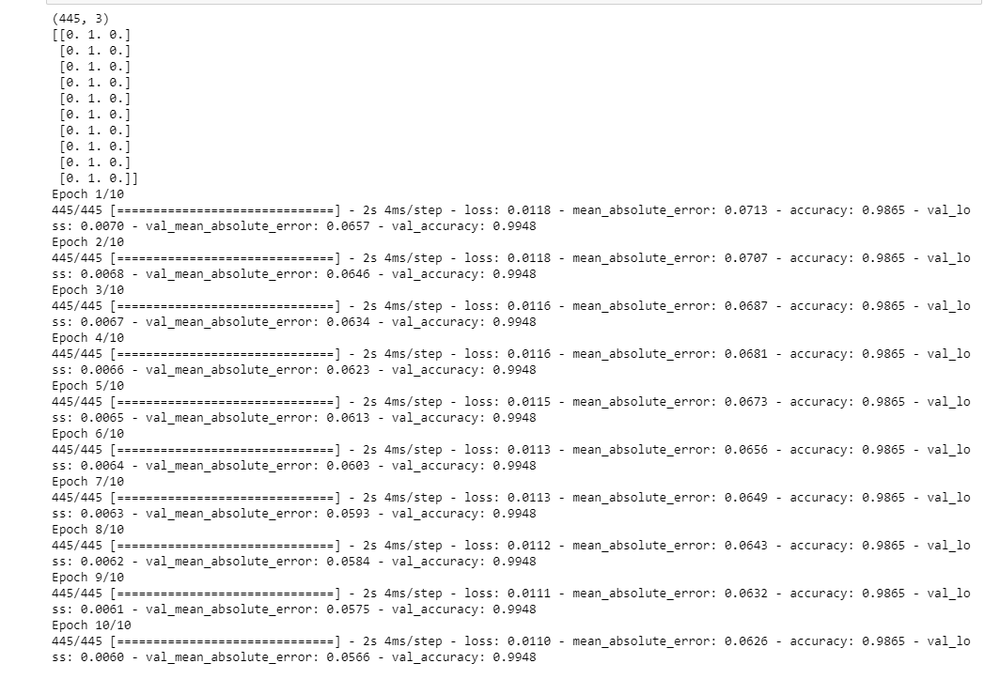 (445, 3)
[[0. 1. 0.]
[0. 1. 0.]
[0. 1. 0.]
[0. 1. 0.]
[0. 1. 0.]
[0. 1. 0.]
[0. 1. 0.]
[0. 1. 0.]
[0. 1. 0.]
[0. 1. 0.]]
Epoch 1/10
445/445 [==============================] - 2s 4ms/step - loss: 0.0118 - mean_absolute_error: 0.0713 - accuracy: 0.9865 - val_lo
ss: 0.0070 - val_mean_absolute_error: 0.0657 - val_accuracy: 0.9948
Epoch 2/10
445/445 [==============================] - 2s 4ms/step - loss: 0.0118 - mean_absolute_error: 0.0707 - accuracy: 0.9865 - val_lo
ss: 0.0068 - val_mean_absolute_error: 0.0646 - val_accuracy: 0.9948
Epoch 3/10
445/445 [==============================] - 2s 4ms/step - loss: 0.0116 - mean_absolute_error: 0.0687 - accuracy: 0.9865 - val_lo
ss: 0.0067 - val_mean_absolute_error: 0.0634 - val_accuracy: 0.9948
Epoch 4/10
445/445 [==============================] - 2s 4ms/step - loss: 0.0116 - mean_absolute_error: 0.0681 - accuracy: 0.9865 - val_lo
ss: 0.0066 - val_mean_absolute_error: 0.0623 - val_accuracy: 0.9948
Epoch 5/10
445/445 [==============================] - 2s 4ms/step - loss: 0.0115 - mean_absolute_error: 0.0673 - accuracy: 0.9865 - val_lo
ss: 0.0065 - val_mean_absolute_error: 0.0613 - val_accuracy: 0.9948
Epoch 6/10
445/445 [==============================] - 2s 4ms/step - loss: 0.0113 - mean_absolute_error: 0.0656 - accuracy: 0.9865 - val_lo
ss: 0.0064 - val_mean_absolute_error: 0.0603 - val_accuracy: 0.9948
Epoch 7/10
445/445 [==============================] - 2s 4ms/step - loss: 0.0113 - mean_absolute_error: 0.0649 - accuracy: 0.9865 - val_lo
ss: 0.0063 - val_mean_absolute_error: 0.0593 - val_accuracy: 0.9948
Epoch 8/10
445/445 [==============================] - 2s 4ms/step - loss: 0.0112 - mean_absolute_error: 0.0643 - accuracy: 0.9865 - val_lo
ss: 0.0062 - val_mean_absolute_error: 0.0584 - val_accuracy: 0.9948
Epoch 9/10
445/445 [==============================] - 2s 4ms/step - loss: 0.0111 - mean_absolute_error: 0.0632 - accuracy: 0.9865 - val_lo
ss: 0.0061 - val_mean_absolute_error: 0.0575 - val_accuracy: 0.9948
Epoch 10/10
445/445 [==============================] - 2s 4ms/step - loss: 0.0110 - mean_absolute_error: 0.0626 - accuracy: 0.9865 - val_lo
ss: 0.0060 - val_mean_absolute_error: 0.0566 - val_accuracy: 0.9948